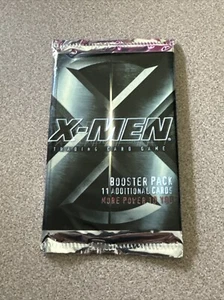 X-MEN
TRADING CARD GAME
BOOSTER PACK
11 ADDITIONAL CARDS
MORE POWER TO YOU